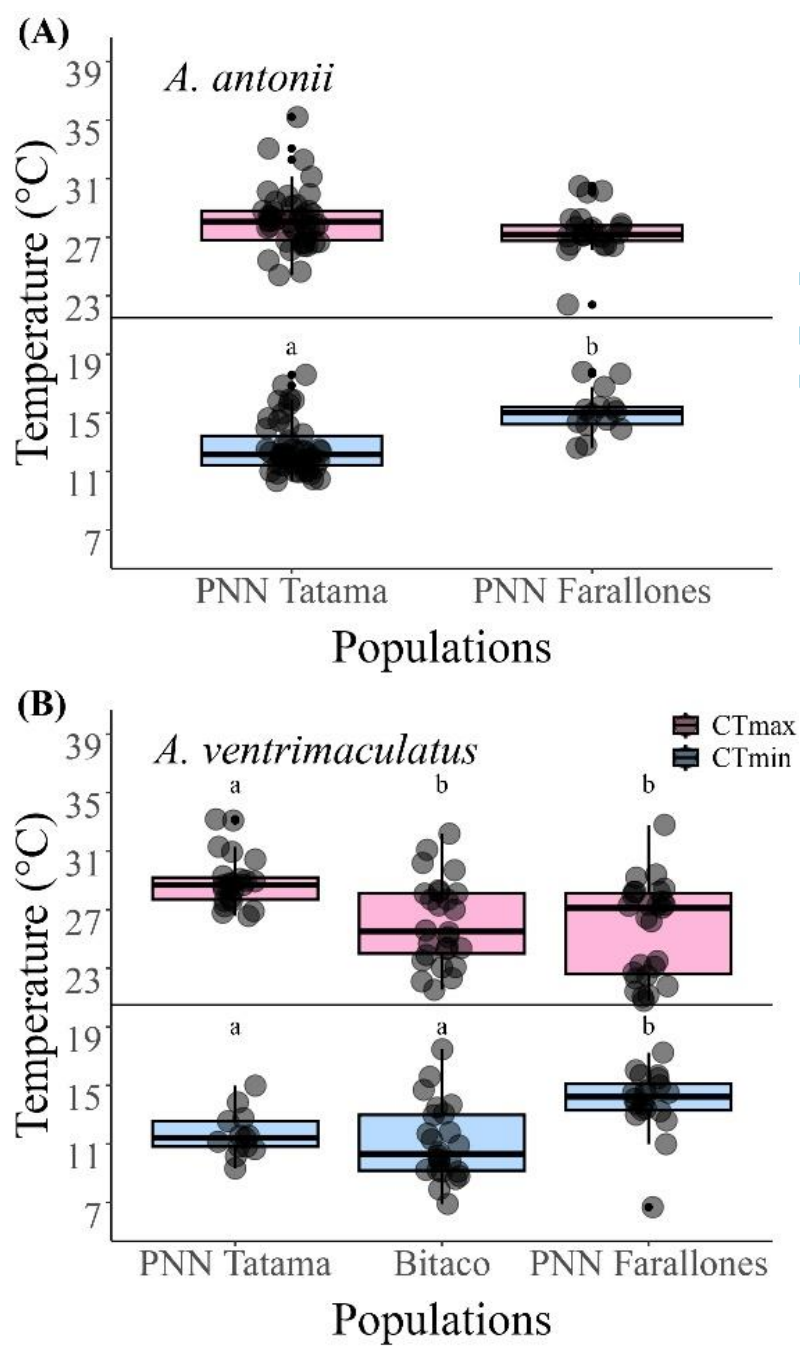 (A)
A. antonii
39
35
31
27
23
a b
19
15
11
7
Temperature (°C)
PNN Tatama PNN Farallones
Populations
(B)
A. ventrimaculatus
CTmax
CTmin
39
a b b
35
31
27
23
19
a a b
15
11
7
Temperature (°C)
PNN Tatama Bitaco PNN Farallones
Populations